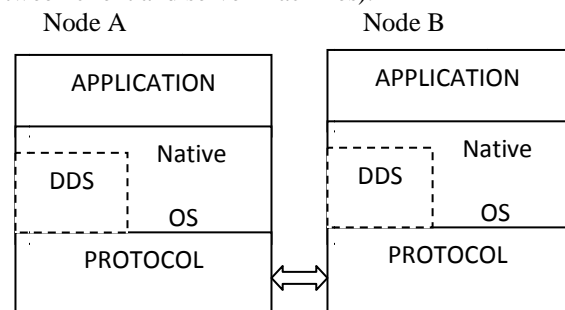 Node A Node B
APPLICATION APPLICATION
Native Native
DDS DDS
OS OS
PROTOCOL PROTOCOL